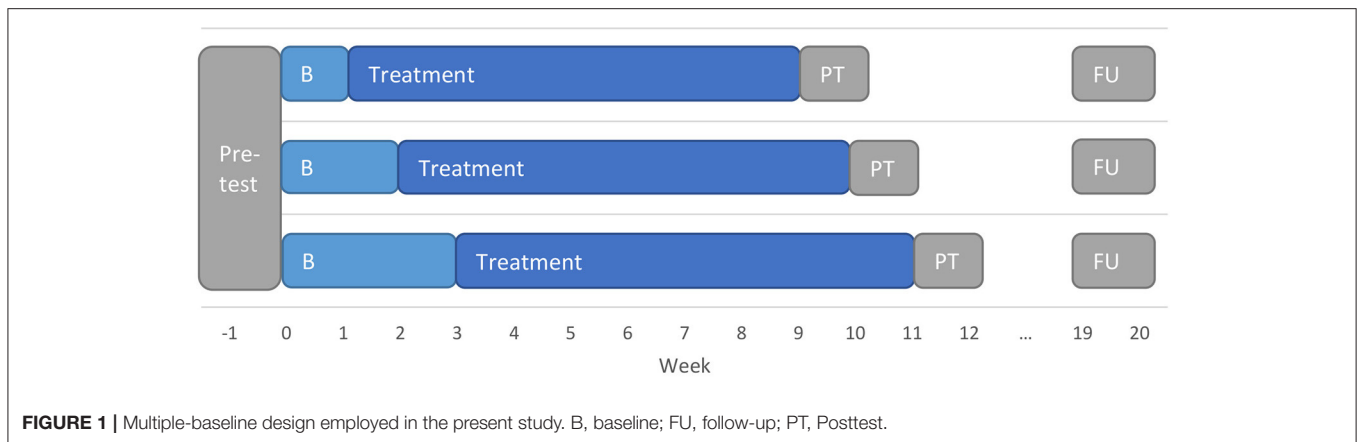 B Treatment PT FU
Pre-
test
B Treatment PT FU
B Treatment PT FU
-1 0 1 2 3 4 5 6 7 8 9 10 11 12 ... 19 20
Week
FIGURE 1 | Multiple-baseline design employed in the present study. B, baseline; FU, follow-up; PT, Posttest.